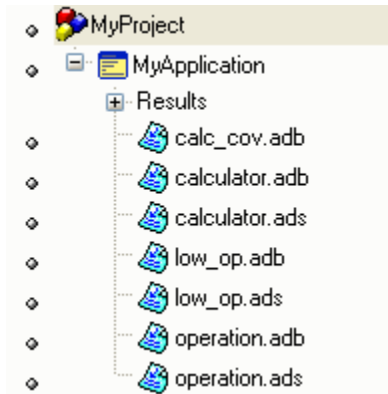 MyProject
MyApplication
Results
calc_cov.adb
calculator.adb
calculator.ads
low_op.adb
low_op.ads
operation.adb
operation.ads